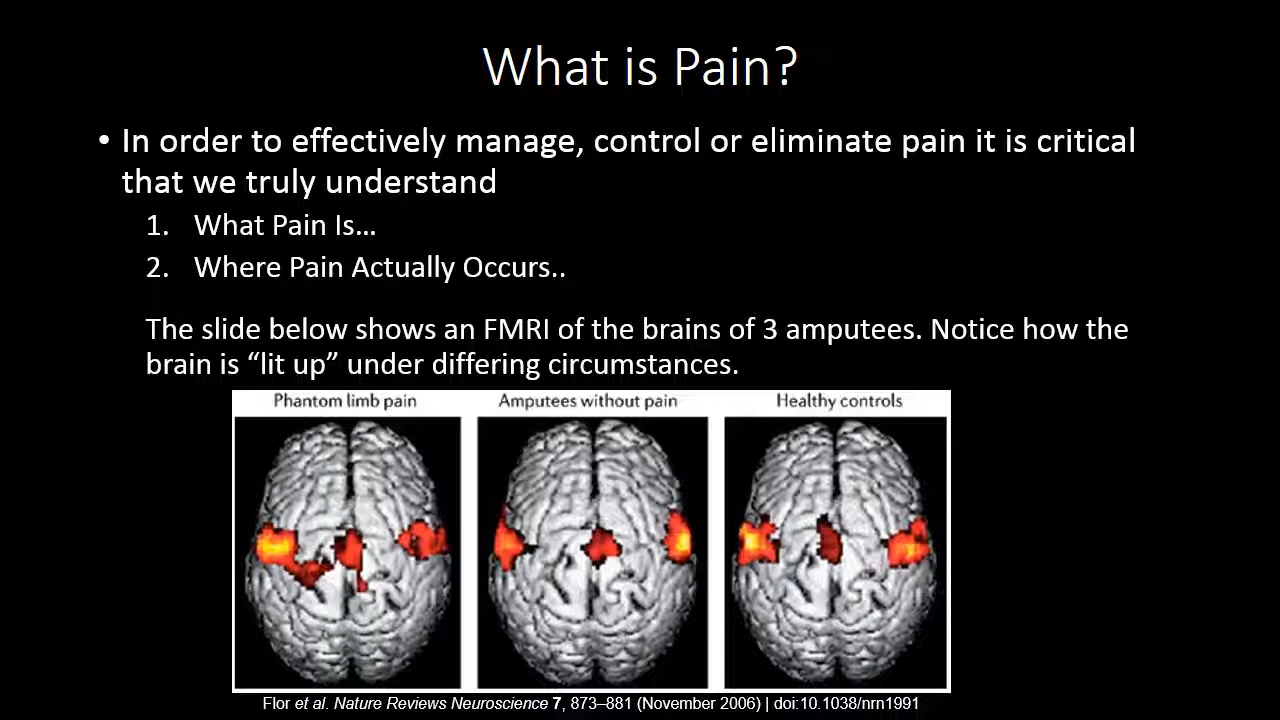 What is Pain?
• In order to effectively manage, control or eliminate pain it is critical
that we truly understand
1. What Pain Is…
2. Where Pain Actually Occurs..
The slide below shows an FMRI of the brains of 3 amputees. Notice how the
brain is “lit up” under differing circumstances.
Phantom limb pain Amputees without pain Healthy controls
Flor et al. Nature Reviews Neuroscience 7, 873–881 (November 2006) | doi:10.1038/nrn1991